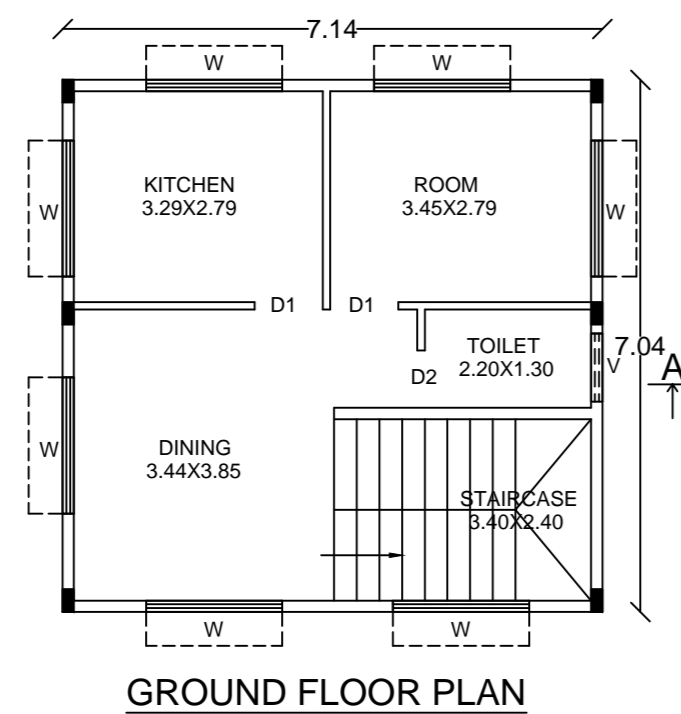 7.14
W
W
KITCHEN
3.29X2.79
ROOM
3.45X2.79
W
W
D1
D1
TOILET
2.20X1.30
7.04
V
A
D2
DINING
3.44X3.85
W
STAIRCASE
3.40X2.40
W
W
GROUND FLOOR PLAN